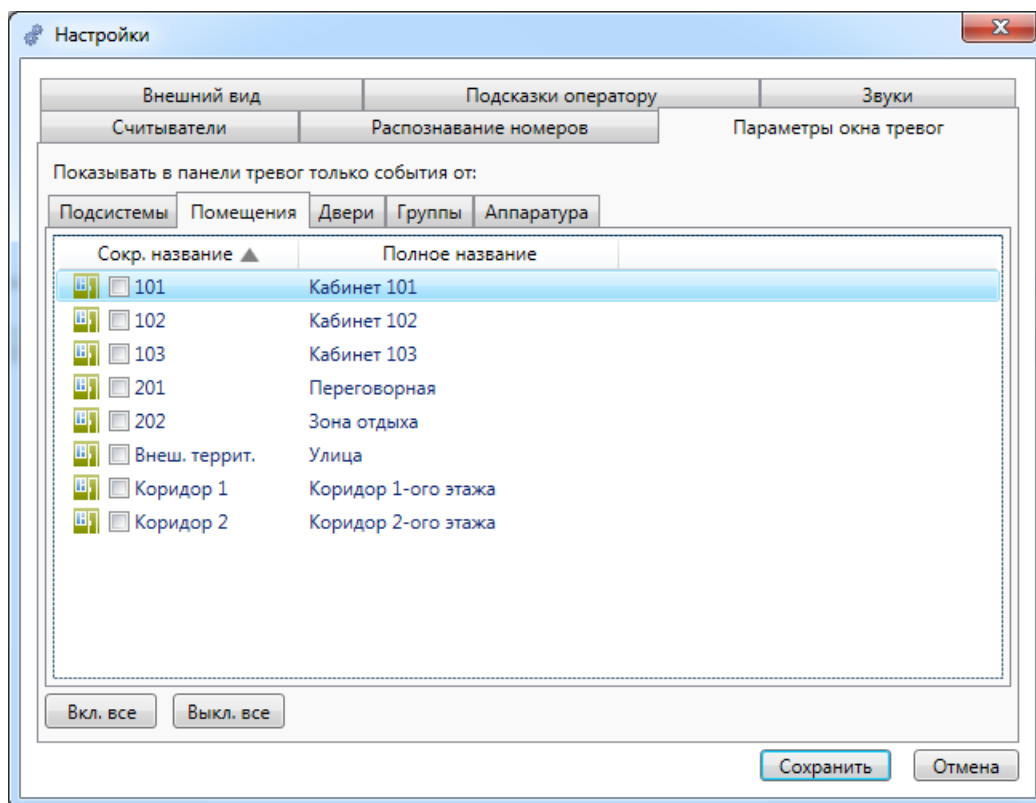 Настройки
Внешний вид Подсказки оператору Звуки
Считыватели Распознавание номеров Параметры окна тревог
Показывать в панели тревог только события от:
Подсистемы Помещения Двери Группы Аппаратура
Сокр. название Полное название
101 Кабинет 101
102 Кабинет 102
103 Кабинет 103
201 Переговорная
202 Зона отдыха
Внеш. террит. Улица
Коридор 1 Коридор 1-ого этажа
Коридор 2 Коридор 2-ого этажа
Вкл. все Выкл. все
Сохранить Отмена